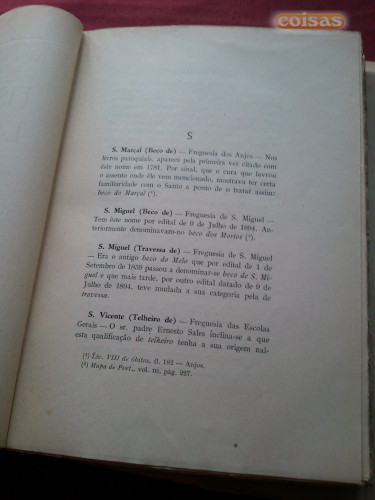 coisas
S
S. Marçal (Beco de) — Freguesia dos Anjos. — Nos
livros paroquiais, aparece pela primeira vez citado com
êste nome em 1781. Por sinal, que o cura que lavrou
o assento onde êle vem mencionado, mostrava ter certa
familiaridade com o Santo a ponto de o tratar assim:
beco do Marçal (¹).
S. Miguel (Beco de) — Freguesia de S. Miguel —
Tem êste nome por edital de 9 de Julho de 1894. An-
teriormente denominavam-no beco dos Mortos (²).
S. Miguel (Travessa de) — Freguesia de S. Miguel
— Era o antigo beco do Melo que por edital de 1 de
Setembro de 1859 passou a denominar-se beco de S. Mi-
guel e que mais tarde, por outro edital datado de 9 de
Julho de 1894, teve mudada a sua categoria pela de
travessa.
S. Vicente (Telheiro de) — Freguesia das Escolas
Gerais — O sr. padre Ernesto Sales inclina-se a que
esta qualificação de telheiro tenha a sua origem nal-
(¹) Liv. VIII de óbitos, fl. 182 — Anjos.
(²) Mapa de Port., vol. III, pág. 227.